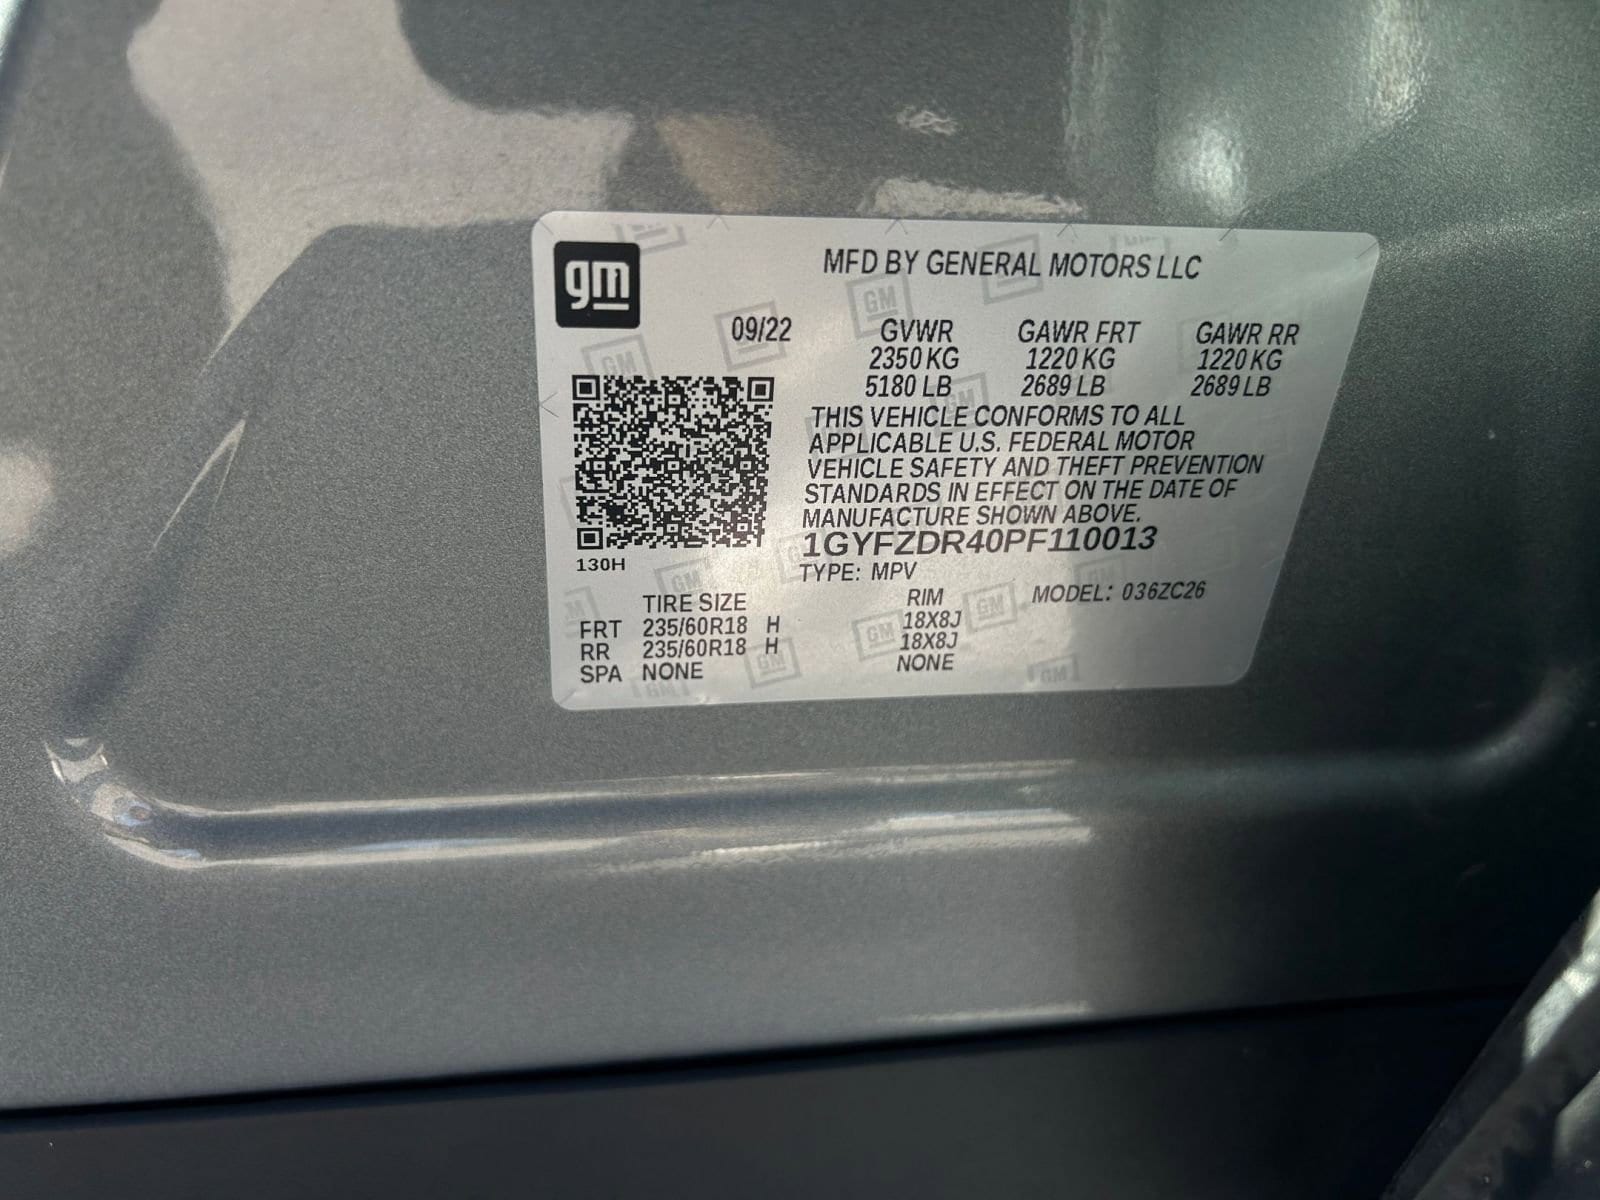 gm
MFD BY GENERAL MOTORS LLC
09/22 GVWR GAWR FRT GAWR RR
2350 KG 1220 KG 1220 KG
5180 LB 2689 LB 2689 LB
THIS VEHICLE CONFORMS TO ALL
APPLICABLE U.S. FEDERAL MOTOR
VEHICLE SAFETY AND THEFT PREVENTION
STANDARDS IN EFFECT ON THE DATE OF
MANUFACTURE SHOWN ABOVE.
1GYFZDR40PF110013
130H
TYPE: MPV
MODEL: 036ZC26
TIRE SIZE RIM
FRT 235/60R18 H 18X8J
RR 235/60R18 H 18X8J
SPA NONE NONE